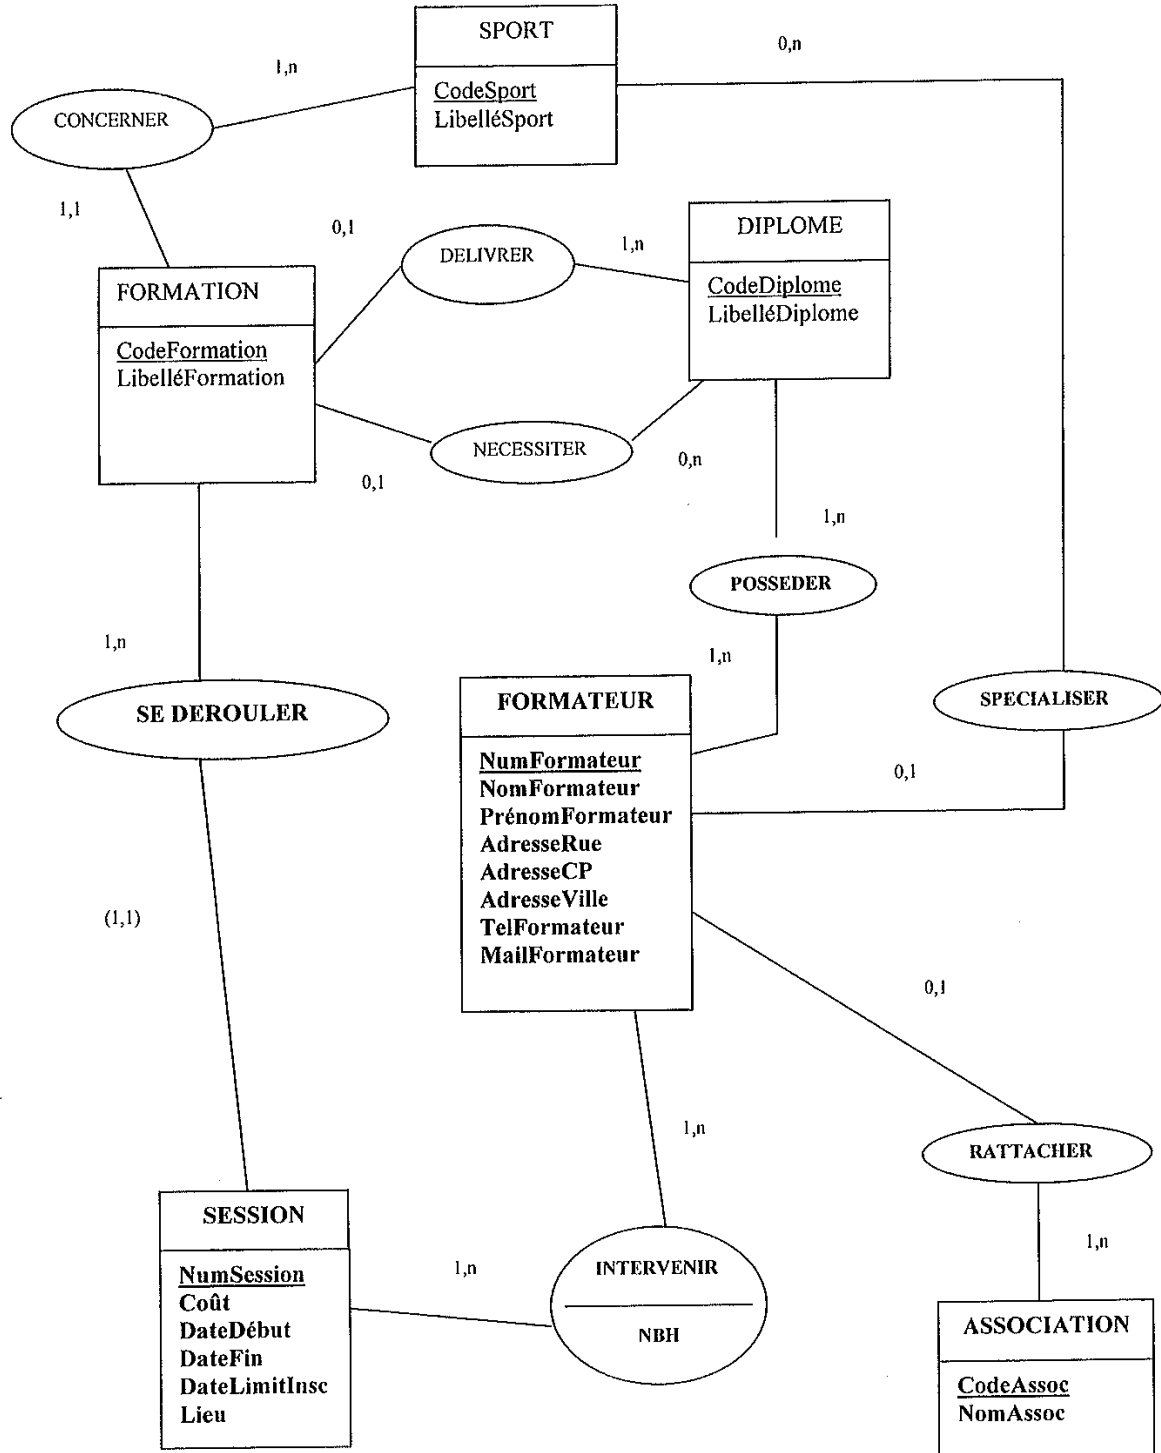 SPORT
0,n
1,n
CodeSport
LibelléSport
CONCERNER
1,1
0,1
DELIVRER
1,n
DIPLOME
CodeDiplome
LibelléDiplome
FORMATION
CodeFormation
LibelléFormation
NECESSITER
0,1
0,n
1,n
POSSEDER
1,n
1,n
SE DEROULER
FORMATEUR
NumFormateur
NomFormateur
PrénomFormateur
AdresseRue
AdresseCP
AdresseVille
TelFormateur
MailFormateur
SPECIALISER
0,1
(1,1)
0,1
1,n
RATTACHER
1,n
SESSION
NumSession
Coût
DateDébut
DateFin
DateLimitInsc
Lieu
1,n
INTERVENIR
NBH
ASSOCIATION
CodeAssoc
NomAssoc